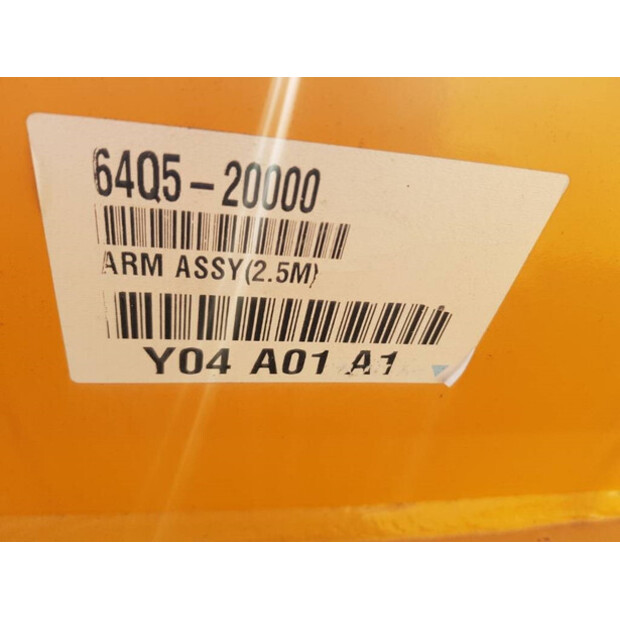 64Q5-20000
ARM ASSY(2.5M)
Y04 A01 A1